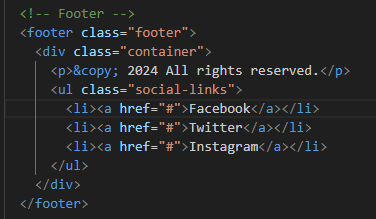 <!-- Footer -->
<footer class="footer">
<div class="container">
<p>&copy; 2024 All rights reserved.</p>
<ul class="social-links">
<li><a href="#">Facebook</a></li>
<li><a href="#">Twitter</a></li>
<li><a href="#">Instagram</a></li>
</ul>
</div>
</footer>